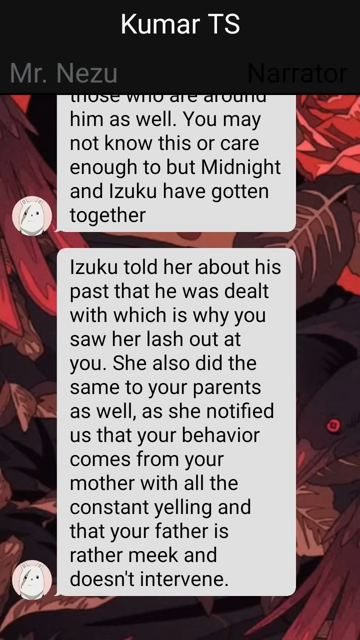 Kumar TS
Mr. Nezu
Narrator
those who are around
him as well. You may
not know this or care
enough to but Midnight
and Izuku have gotten
together
Izuku told her about his
past that he was dealt
with which is why you
saw her lash out at
you. She also did the
same to your parents
as well, as she notified
us that your behavior
comes from your
mother with all the
constant yelling and
that your father is
rather meek and
doesn't intervene.